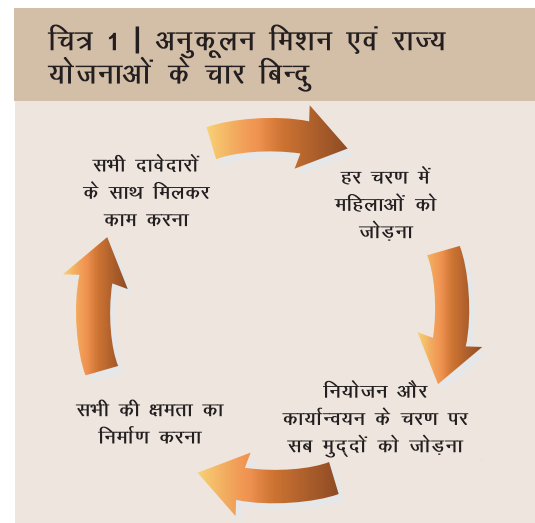 चित्र 1 | अनुकूलन मिशन एवं राज्य
योजनाओं के चार बिन्दु
सभी दावेदारों
के साथ मिलकर
काम करना
हर चरण में
महिलाओं को
जोड़ना
नियोजन और
कार्यान्वयन के चरण पर
सब मुद्दों को जोड़ना
सभी की क्षमता का
निर्माण करना